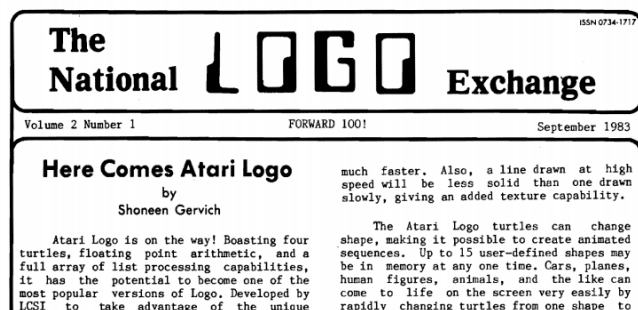 ISSN 0734-1717
The
National LOGO Exchange
Volume 2 Number 1 FORWARD 100! September 1983
Here Comes Atari Logo
by
Shoneen Gervich
Atari Logo is on the way! Boasting four
turtles, floating point arithmetic, and a
full array of list processing capabilities,
it has the potential to become one of the
most popular versions of Logo. Developed by
LCSI to take advantage of the unique
much faster. Also, a line drawn at high
speed will be less solid than one drawn
slowly, giving an added texture capability.
The Atari Logo turtles can change
shape, making it possible to create animated
sequences. Up to 15 user-defined shapes may
be in memory at any one time. Cars, planes,
human figures, animals, and the like can
come to life on the screen very easily by
rapidly changing turtles from one shape to